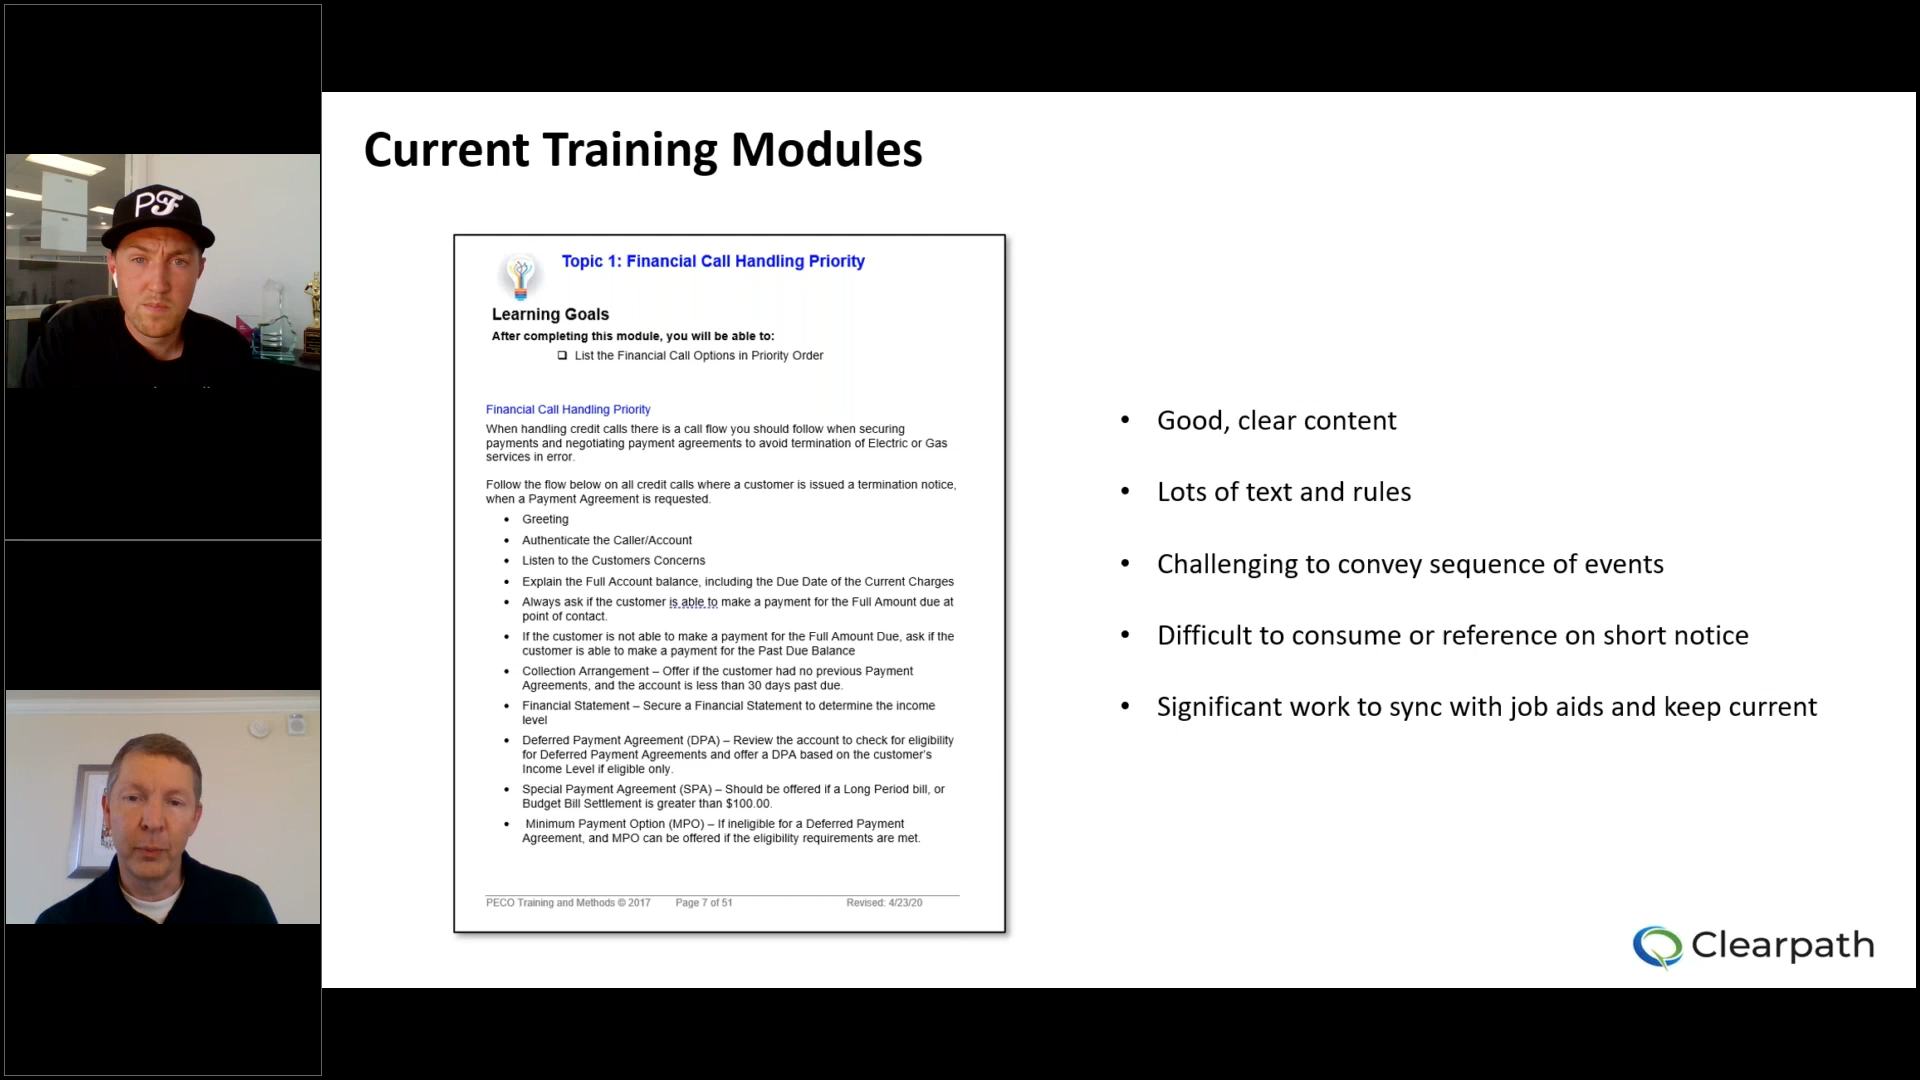 PF
Current Training Modules
Topic 1: Financial Call Handling Priority
Learning Goals
After completing this module, you will be able to:
❑ List the Financial Call Options in Priority Order
Financial Call Handling Priority
When handling credit calls there is a call flow you should follow when securing
payments and negotiating payment agreements to avoid termination of Electric or Gas
services in error.
Follow the flow below on all credit calls where a customer is issued a termination notice,
when a Payment Agreement is requested.
• Greeting
• Authenticate the Caller/Account
• Listen to the Customers Concerns
• Explain the Full Account balance, including the Due Date of the Current Charges
• Always ask if the customer is able to make a payment for the Full Amount due at
point of contact.
• If the customer is not able to make a payment for the Full Amount Due, ask if the
customer is able to make a payment for the Past Due Balance
• Collection Arrangement – Offer if the customer had no previous Payment
Agreements, and the account is less than 30 days past due.
• Financial Statement – Secure a Financial Statement to determine the income
level
• Deferred Payment Agreement (DPA) – Review the account to check for eligibility
for Deferred Payment Agreements and offer a DPA based on the customer's
Income Level if eligible only.
• Special Payment Agreement (SPA) – Should be offered if a Long Period bill, or
Budget Bill Settlement is greater than $100.00.
• Minimum Payment Option (MPO) – If ineligible for a Deferred Payment
Agreement, and MPO can be offered if the eligibility requirements are met.
PECO Training and Methods © 2017 Page 7 of 51 Revised: 4/23/20
• Good, clear content
• Lots of text and rules
• Challenging to convey sequence of events
• Difficult to consume or reference on short notice
• Significant work to sync with job aids and keep current
Clearpath